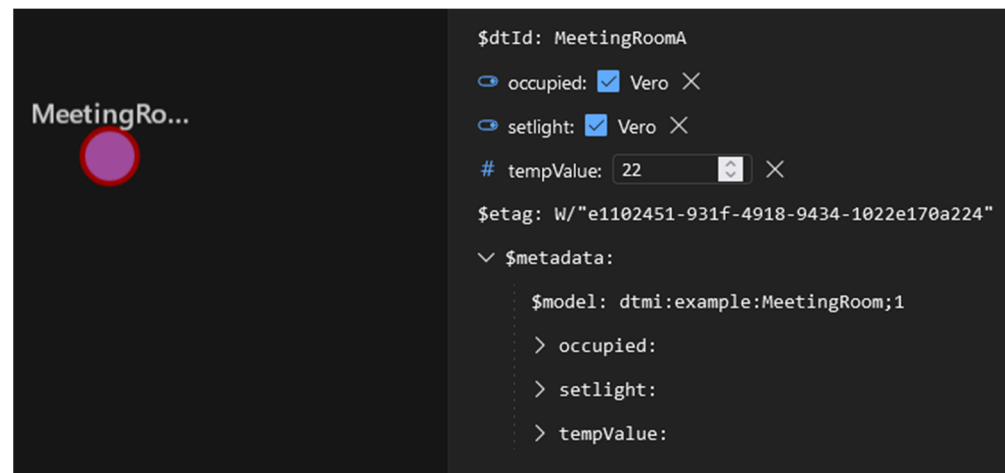 MeetingRo...
$dtId: MeetingRoomA
occupied: Vero
setlight: Vero
# tempValue: 22
$etag: W/"e1102451-931f-4918-9434-1022e170a224"
$metadata:
$model: dtmi:example:MeetingRoom;1
occupied:
setlight:
tempValue: